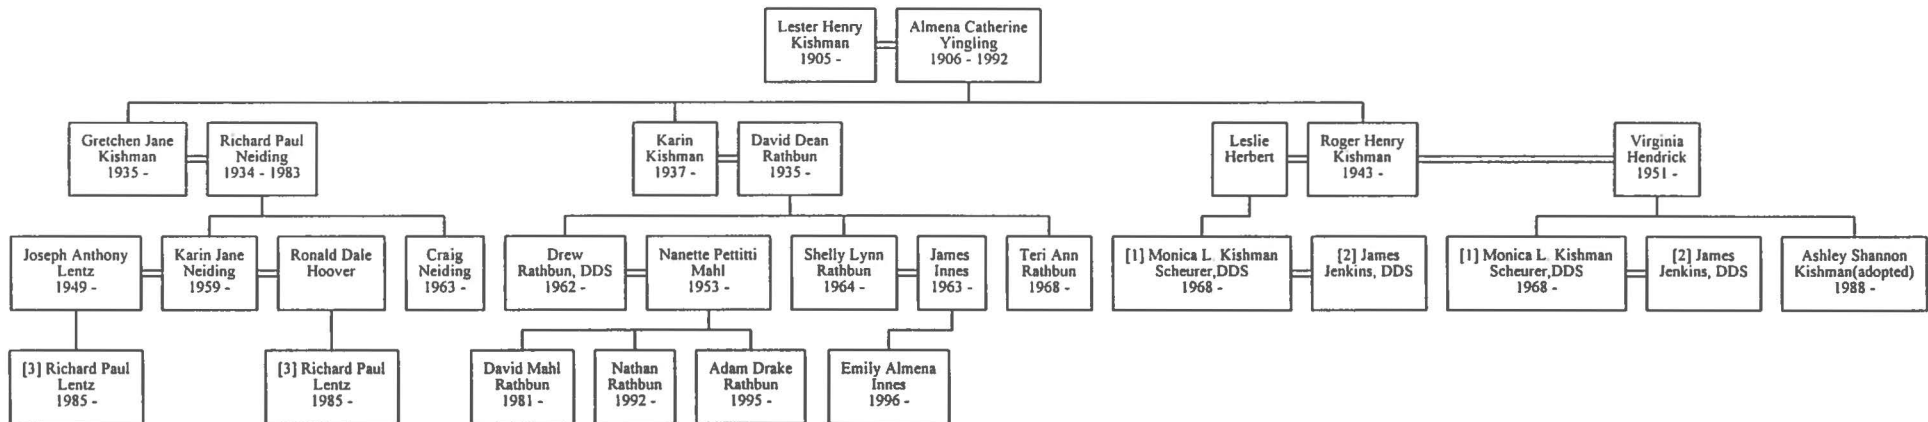 Lester Henry
Kishman
1905 -
Almena Catherine
Yingling
1906 - 1992
Gretchen Jane
Kishman
1935 -
Richard Paul
Neiding
1934 - 1983
Karin
Kishman
1937 -
David Dean
Rathbun
1935 -
Leslie
Herbert
Roger Henry
Kishman
1943 -
Virginia
Hendrick
1951 -
Joseph Anthony
Lentz
1949 -
Karin Jane
Neiding
1959 -
Ronald Dale
Hoover
Craig
Neiding
1963 -
Drew
Rathbun, DDS
1962 -
Nanette Pettitti
Mahl
1953 -
Shelly Lynn
Rathbun
1964 -
James
Innes
1963 -
Teri Ann
Rathbun
1968 -
[1] Monica L. Kishman
Scheurer,DDS
1968 -
[2] James
Jenkins, DDS
[1] Monica L. Kishman
Scheurer,DDS
1968 -
[2] James
Jenkins, DDS
Ashley Shannon
Kishman(adopted)
1988 -
[3] Richard Paul
Lentz
1985 -
[3] Richard Paul
Lentz
1985 -
David Mahl
Rathbun
1981 -
Nathan
Rathbun
1992 -
Adam Drake
Rathbun
1995 -
Emily Almena
Innes
1996 -